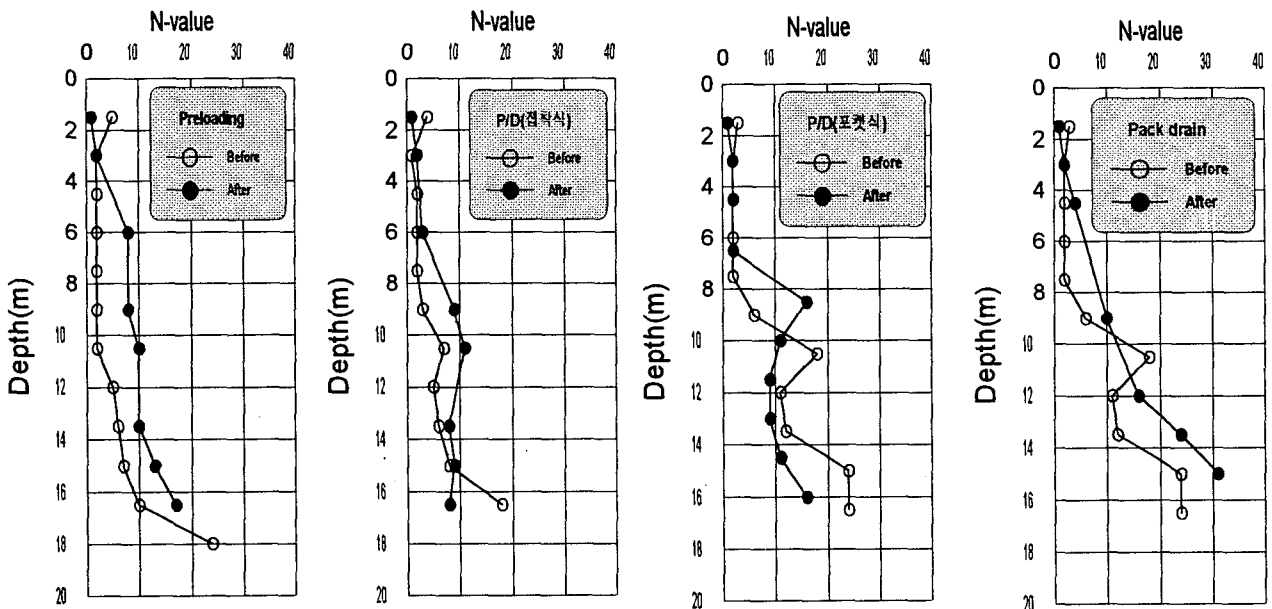 N-value
0 10 20 30 40
Depth(m)
0
2
4
6
8
10
12
14
16
18
20
Preloading
Before
After
N-value
0 10 20 30 40
Depth(m)
0
2
4
6
8
10
12
14
16
18
20
P/D(접착식)
Before
After
N-value
0 10 20 30 40
Depth(m)
0
2
4
6
8
10
12
14
16
18
20
P/D(포켓식)
Before
After
N-value
0 10 20 30 40
Depth(m)
0
2
4
6
8
10
12
14
16
18
20
Pack drain
Before
After